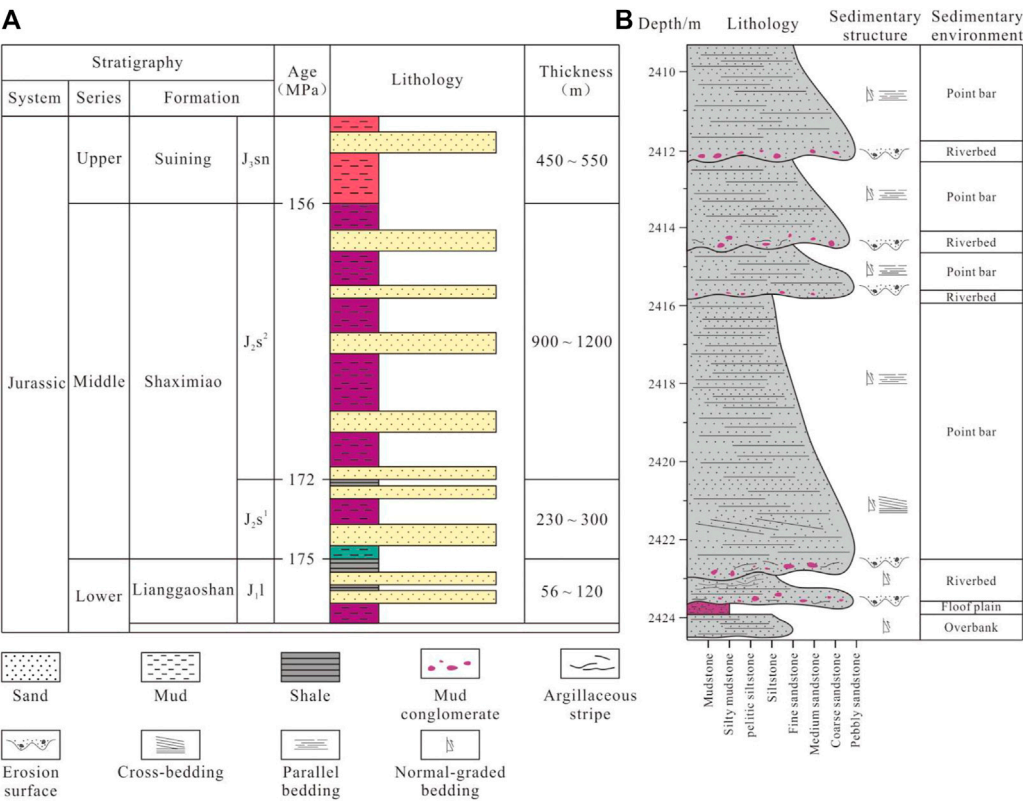 A
Stratigraphy
System
Series
Formation
Age
(MPa)
Lithology
Thickness
(m)
Jurassic
Upper
Suining
J3sn
450 ~ 550
156
Middle
Shaximiao
J2s2
900 ~ 1200
172
J2s1
230 ~ 300
175
Lower
Lianggaoshan
J1l
56 ~ 120
Sand
Mud
Shale
Mud
conglomerate
Argillaceous
stripe
Erosion
surface
Cross-bedding
Parallel
bedding
Normal-graded
bedding
B
Depth/m
Lithology
Sedimentary
structure
Sedimentary
environment
2410
2412
2414
2416
2418
2420
2422
2424
Point bar
Riverbed
Point bar
Riverbed
Point bar
Riverbed
Point bar
Riverbed
Floof plain
Overbank
Mudstone
Silty mudstone
pelitic siltstone
Siltstone
Fine sandstone
Medium sandstone
Coarse sandstone
Pebbly sandstone